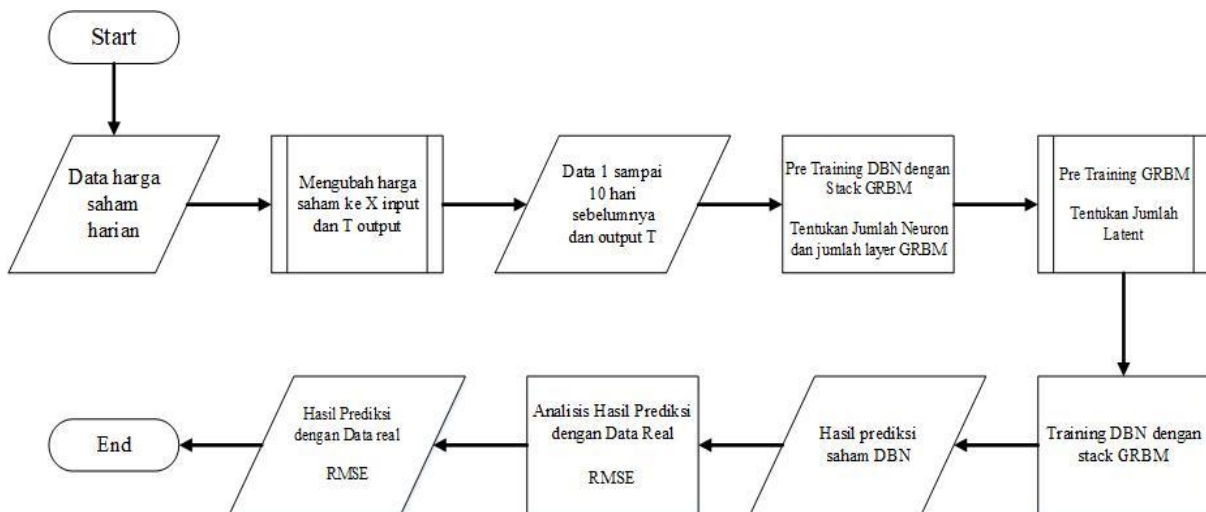 Start
Data harga
saham
harian
Mengubah harga
saham ke X input
dan T output
Data 1 sampai
10 hari
sebelumnya
dan output T
Pre Training DBN dengan
Stack GRBM
Tentukan Jumlah Neuron
dan jumlah layer GRBM
Pre Training GRBM
Tentukan Jumlah
Latent
Training DBN dengan
stack GRBM
Hasil prediksi
saham DBN
Analisis Hasil Prediksi
dengan Data Real
RMSE
Hasil Prediksi
dengan Data real
RMSE
End